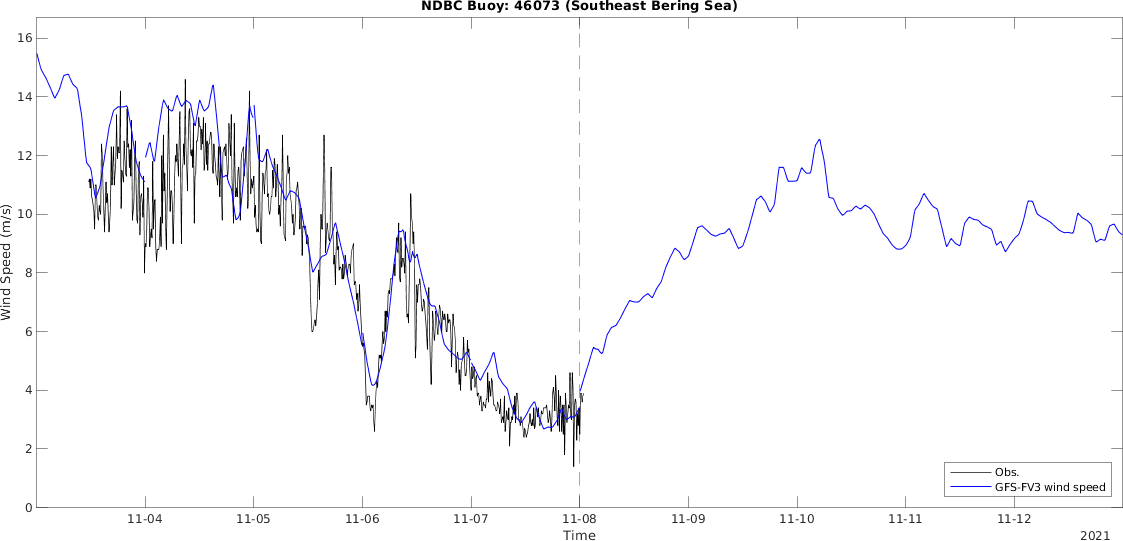 NDBC Buoy: 46073 (Southeast Bering Sea)
16
14
12
10
8
6
4
2
0
Wind Speed (m/s)
11-04 11-05 11-06 11-07 11-08 11-09 11-10 11-11 11-12
Time
2021
Obs.
GFS-FV3 wind speed